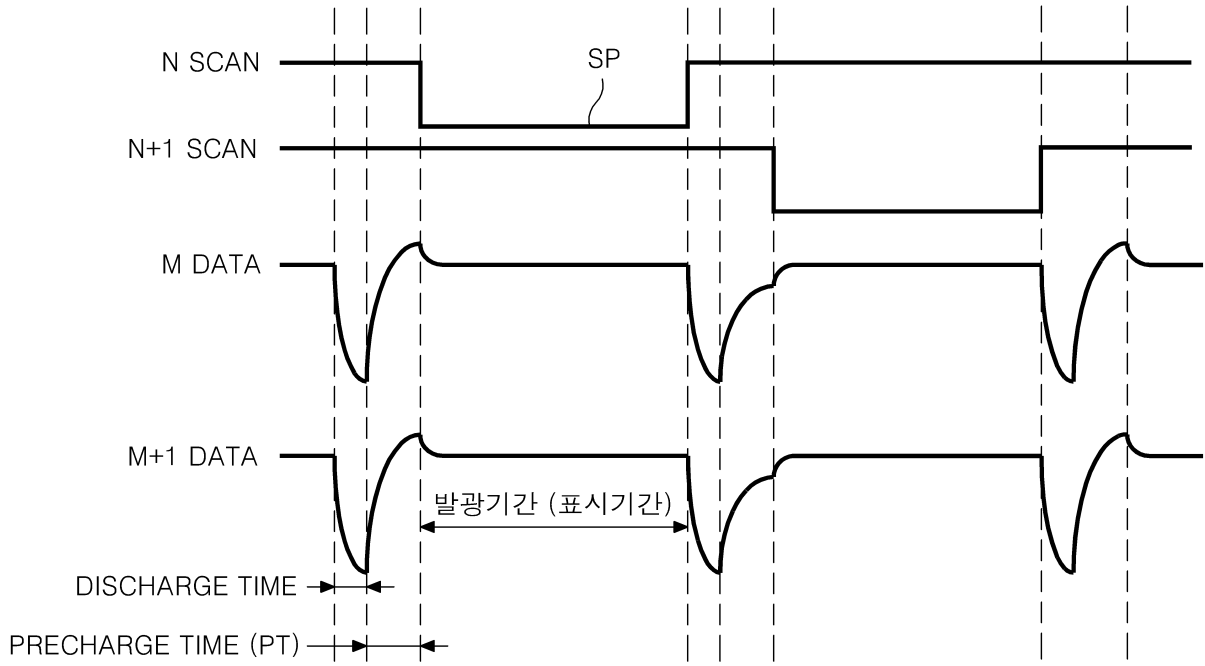 N SCAN
SP
N+1 SCAN
M DATA
M+1 DATA
발광기간 (표시기간)
DISCHARGE TIME
PRECHARGE TIME (PT)